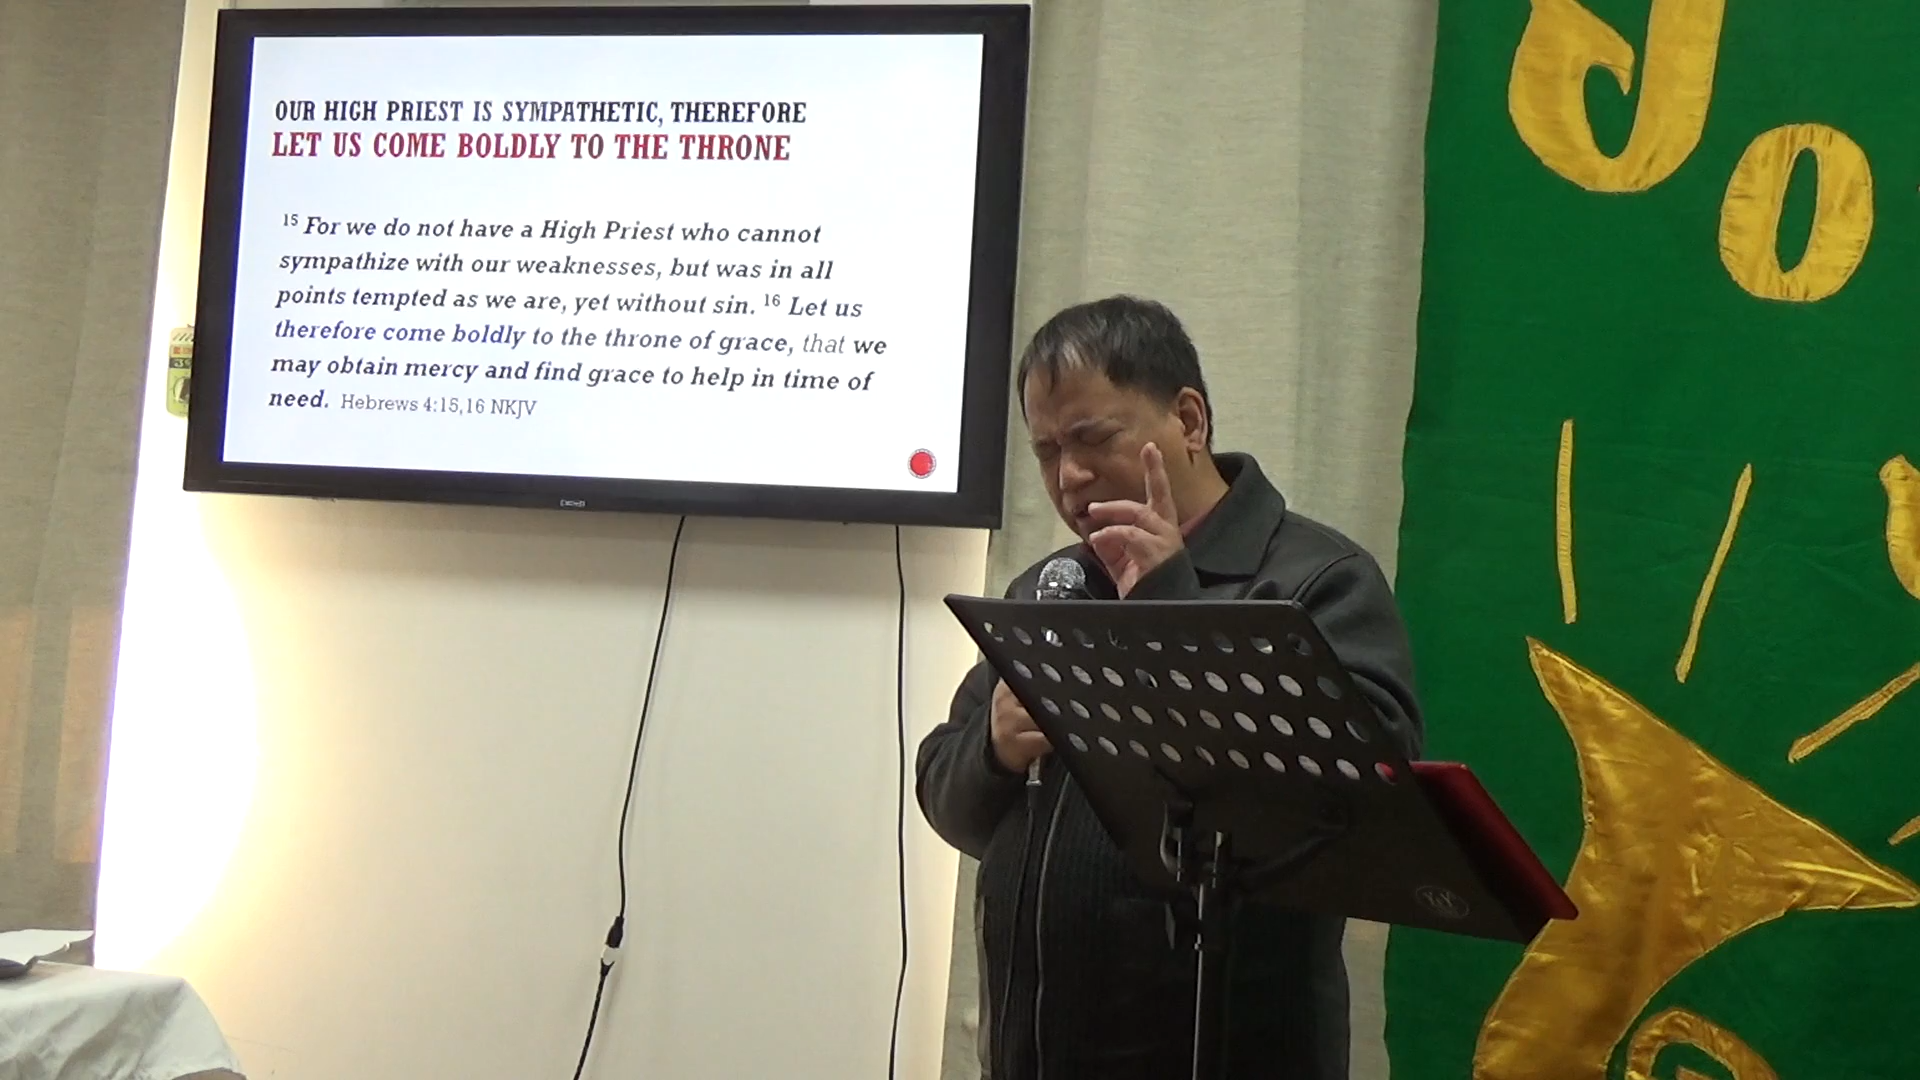 OUR HIGH PRIEST IS SYMPATHETIC, THEREFORE
LET US COME BOLDLY TO THE THRONE
15 For we do not have a High Priest who cannot
sympathize with our weaknesses, but was in all
points tempted as we are, yet without sin. 16 Let us
therefore come boldly to the throne of grace, that we
may obtain mercy and find grace to help in time of
need. Hebrews 4:15,16 NKJV
Jo